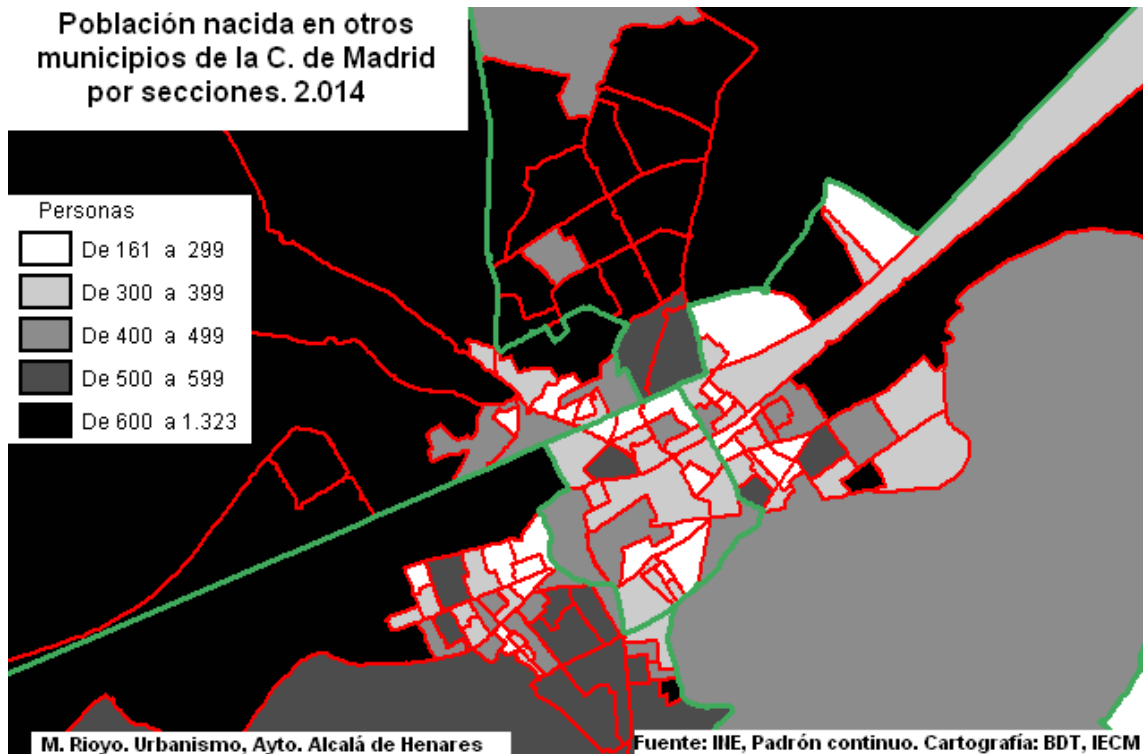 Población nacida en otros
municipios de la C. de Madrid
por secciones. 2.014
Personas
De 161 a 299
De 300 a 399
De 400 a 499
De 500 a 599
De 600 a 1.323
M. Rioyo. Urbanismo, Ayto. Alcalá de Henares
Fuente: INE, Padrón continuo. Cartografía: BDT, IECM